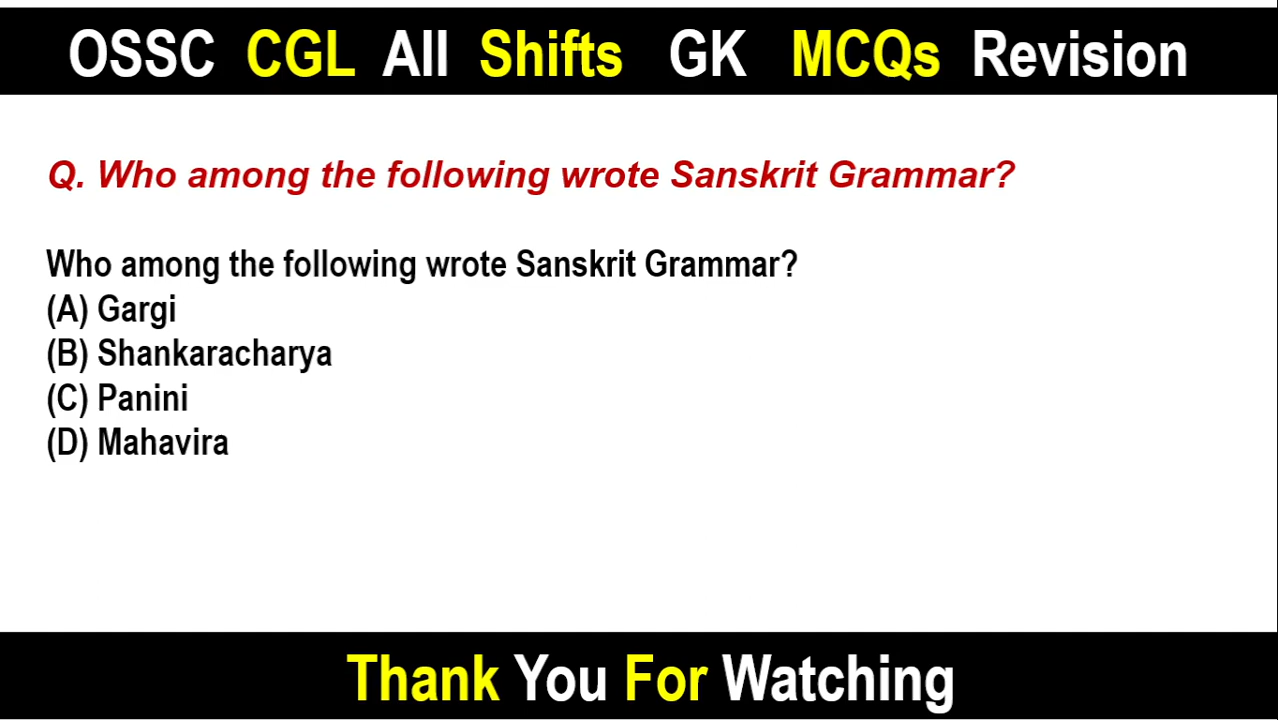 OSSC CGL All Shifts GK MCQs Revision
Q. Who among the following wrote Sanskrit Grammar?
Who among the following wrote Sanskrit Grammar?
(A) Gargi
(B) Shankaracharya
(C) Panini
(D) Mahavira
Thank You For Watching